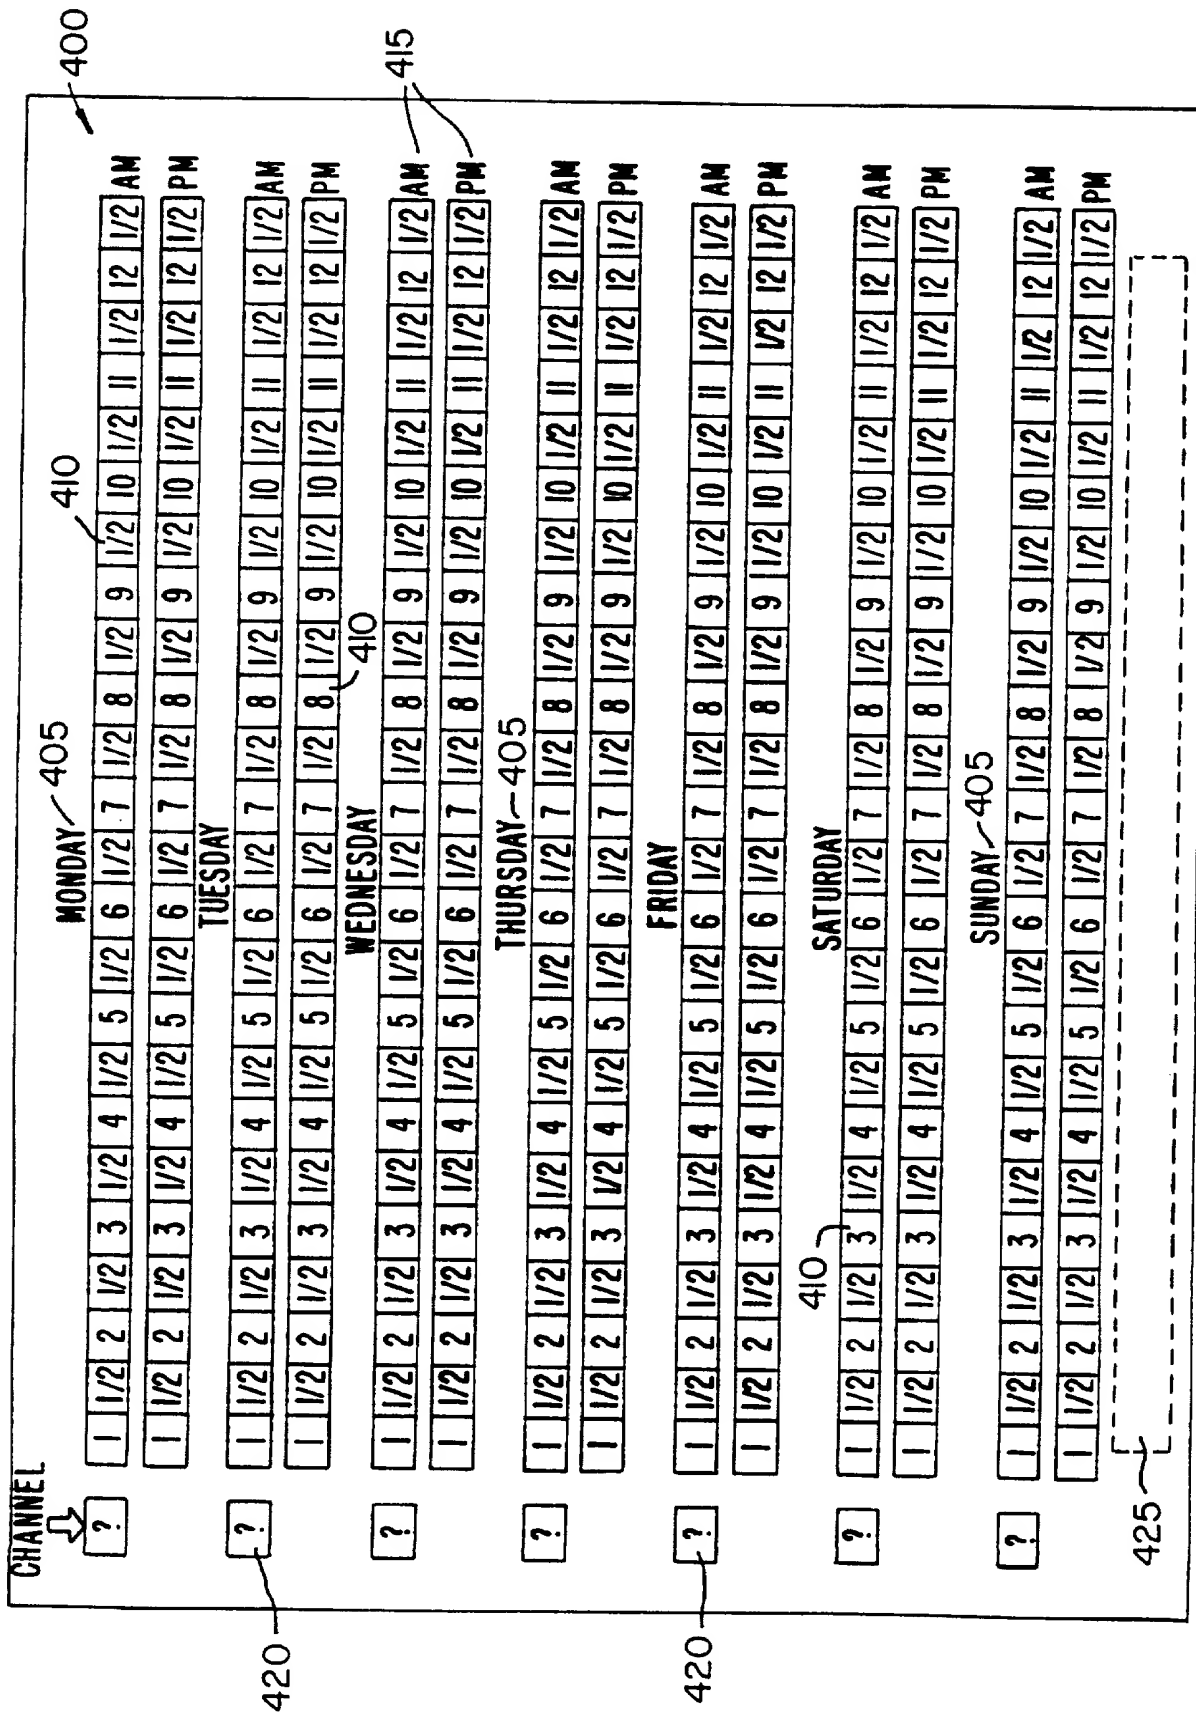 400
CHANNEL
MONDAY 405
410
? 1 1/2 2 1/2 3 1/2 4 1/2 5 1/2 6 1/2 7 1/2 8 1/2 9 1/2 10 1/2 11 1/2 12 1/2 AM
1 1/2 2 1/2 3 1/2 4 1/2 5 1/2 6 1/2 7 1/2 8 1/2 9 1/2 10 1/2 11 1/2 12 1/2 PM
TUESDAY
? 1 1/2 2 1/2 3 1/2 4 1/2 5 1/2 6 1/2 7 1/2 8 1/2 9 1/2 10 1/2 11 1/2 12 1/2 AM
420
1 1/2 2 1/2 3 1/2 4 1/2 5 1/2 6 1/2 7 1/2 8 1/2 9 1/2 10 1/2 11 1/2 12 1/2 PM
WEDNESDAY
410
415
? 1 1/2 2 1/2 3 1/2 4 1/2 5 1/2 6 1/2 7 1/2 8 1/2 9 1/2 10 1/2 11 1/2 12 1/2 AM
1 1/2 2 1/2 3 1/2 4 1/2 5 1/2 6 1/2 7 1/2 8 1/2 9 1/2 10 1/2 11 1/2 12 1/2 PM
THURSDAY 405
? 1 1/2 2 1/2 3 1/2 4 1/2 5 1/2 6 1/2 7 1/2 8 1/2 9 1/2 10 1/2 11 1/2 12 1/2 AM
1 1/2 2 1/2 3 1/2 4 1/2 5 1/2 6 1/2 7 1/2 8 1/2 9 1/2 10 1/2 11 1/2 12 1/2 PM
FRIDAY
? 1 1/2 2 1/2 3 1/2 4 1/2 5 1/2 6 1/2 7 1/2 8 1/2 9 1/2 10 1/2 11 1/2 12 1/2 AM
420
1 1/2 2 1/2 3 1/2 4 1/2 5 1/2 6 1/2 7 1/2 8 1/2 9 1/2 10 1/2 11 1/2 12 1/2 PM
SATURDAY
410
? 1 1/2 2 1/2 3 1/2 4 1/2 5 1/2 6 1/2 7 1/2 8 1/2 9 1/2 10 1/2 11 1/2 12 1/2 AM
1 1/2 2 1/2 3 1/2 4 1/2 5 1/2 6 1/2 7 1/2 8 1/2 9 1/2 10 1/2 11 1/2 12 1/2 PM
SUNDAY 405
? 1 1/2 2 1/2 3 1/2 4 1/2 5 1/2 6 1/2 7 1/2 8 1/2 9 1/2 10 1/2 11 1/2 12 1/2 AM
1 1/2 2 1/2 3 1/2 4 1/2 5 1/2 6 1/2 7 1/2 8 1/2 9 1/2 10 1/2 11 1/2 12 1/2 PM
425